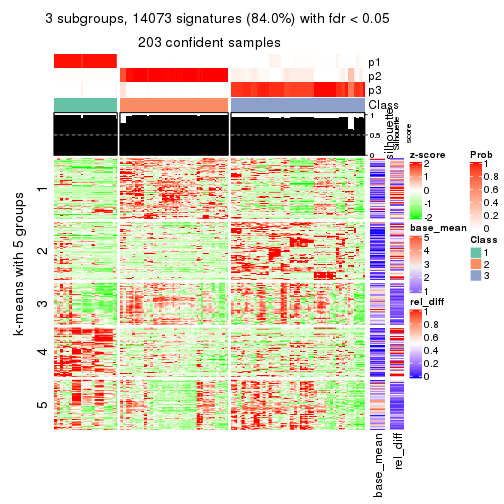 3 subgroups, 14073 signatures (84.0%) with fdr < 0.05
203 confident samples
p1
p2
p3
Class
1
0.5
0
silhouette
Silhouette
score
k-means with 5 groups
1
2
3
4
5
base_mean
rel_diff
z-score
2
1
0
-1
-2
base_mean
5
4
3
2
1
rel_diff
1
0.8
0.6
0.4
0.2
0
Prob
1
0.8
0.6
0.4
0.2
0
Class
1
2
3